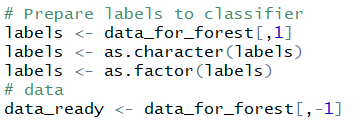 # Prepare labels to classifier
labels <- data_for_forest[,1]
labels <- as.character(labels)
labels <- as.factor(labels)
# data
data_ready <- data_for_forest[,-1]